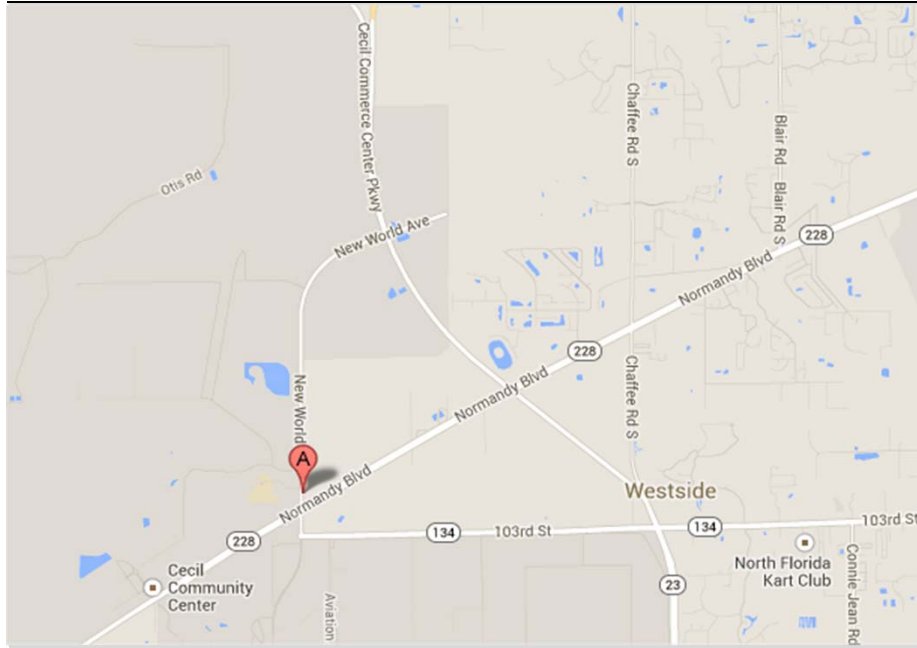 Cecil Commerce Center Pkwy
Chaffee Rd S
Blair Rd
Blair Rd S
Otis Rd
New World Ave
228
Normandy Blvd
228
Chaffee Rd S
Normandy Blvd
New World
A
Normandy Blvd
Westside
228
134
103rd St
134
103rd St
Cecil
Community
Center
North Florida
Kart Club
23
Aviation
Connie Jean Rd